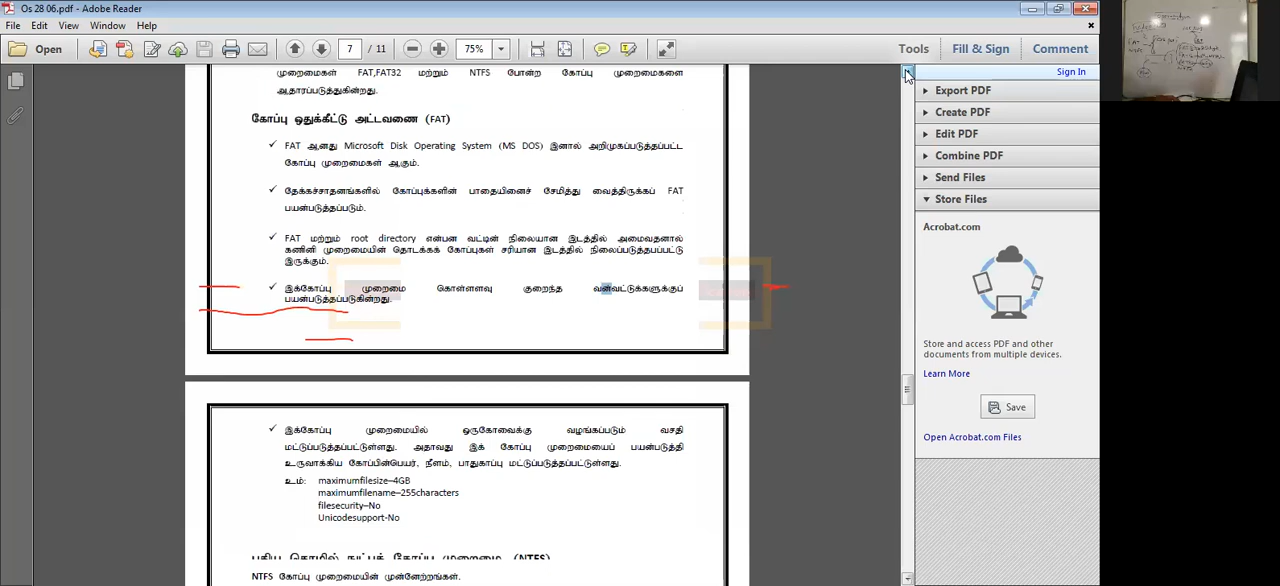 Os 28 06.pdf - Adobe Reader
File Edit View Window Help
Open 7 / 11 75% Tools Fill & Sign Comment
Sign In
Export PDF
Create PDF
Edit PDF
Combine PDF
Send Files
Store Files
Acrobat.com
Store and access PDF and other
documents from multiple devices.
Learn More
Save
Open Acrobat.com Files
முறைமைகள் FAT,FAT32 மற்றும் NTFS போன்ற கோப்பு முறைமைகளை
ஆதாரப்படுத்துகின்றது.
கோப்பு ஒதுக்கீட்டு அட்டவணை (FAT)
✓ FAT ஆனது Microsoft Disk Operating System (MS DOS) இனால் அறிமுகப்படுத்தப்பட்ட
கோப்பு முறைமைகள் ஆகும்.
✓ தேக்கச்சாதனங்களில் கோப்புக்களின் பாதையினைச் சேமித்து வைத்திருக்கப் FAT
பயன்படுத்தப்படும்.
✓ FAT மற்றும் root directory என்பன வட்டின் நிலையான இடத்தில் அமைவதனால்
கணினி முறைமையின் தொடக்கக் கோப்புகள் சரியான இடத்தில் நிலைப்படுத்தபப்பட்டு
இருக்கும்.
✓ இக்கோப்பு முறைமை கொள்ளளவு குறைந்த வன்வட்டுக்களுக்குப்
பயன்படுத்தப்படுகின்றது.
✓ இக்கோப்பு முறைமையில் ஒருகோவைக்கு வழங்கப்படும் வசதி
மட்டுப்படுத்தப்பட்டுள்ளது. அதாவது இக் கோப்பு முறைமையைப் பயன்படுத்தி
உருவாக்கிய கோப்பின்பெயர், நீளம், பாதுகாப்பு மட்டுப்படுத்தப்பட்டுள்ளது.
உ.ம்: maximumfilesize–4GB
maximumfilename–255characters
filesecurity–No
Unicodesupport-No
புதிய தொழில் நுட்பக் கோப்பு முறைமை (NTFS)
NTFS கோப்பு முறைமையின் முன்னேற்றங்கள்.